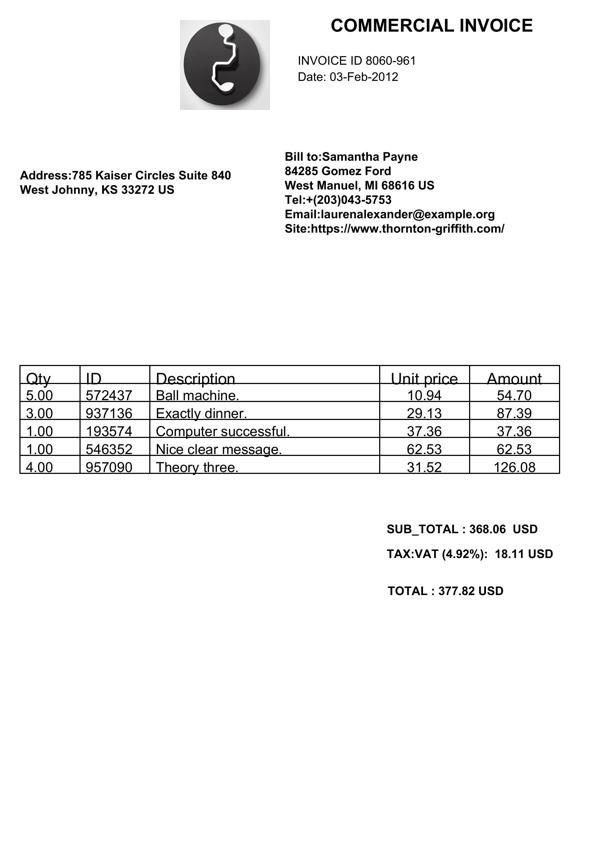 COMMERCIAL INVOICE
INVOICE ID 8060-961
Date: 03-Feb-2012
Address:785 Kaiser Circles Suite 840
West Johnny, KS 33272 US
Bill to:Samantha Payne
84285 Gomez Ford
West Manuel, MI 68616 US
Tel:+(203)043-5753
Email:laurenalexander@example.org
Site:https://www.thornton-griffith.com/
Qty ID Description Unit price Amount
5.00 572437 Ball machine. 10.94 54.70
3.00 937136 Exactly dinner. 29.13 87.39
1.00 193574 Computer successful. 37.36 37.36
1.00 546352 Nice clear message. 62.53 62.53
4.00 957090 Theory three. 31.52 126.08
SUB_TOTAL : 368.06 USD
TAX:VAT (4.92%): 18.11 USD
TOTAL : 377.82 USD